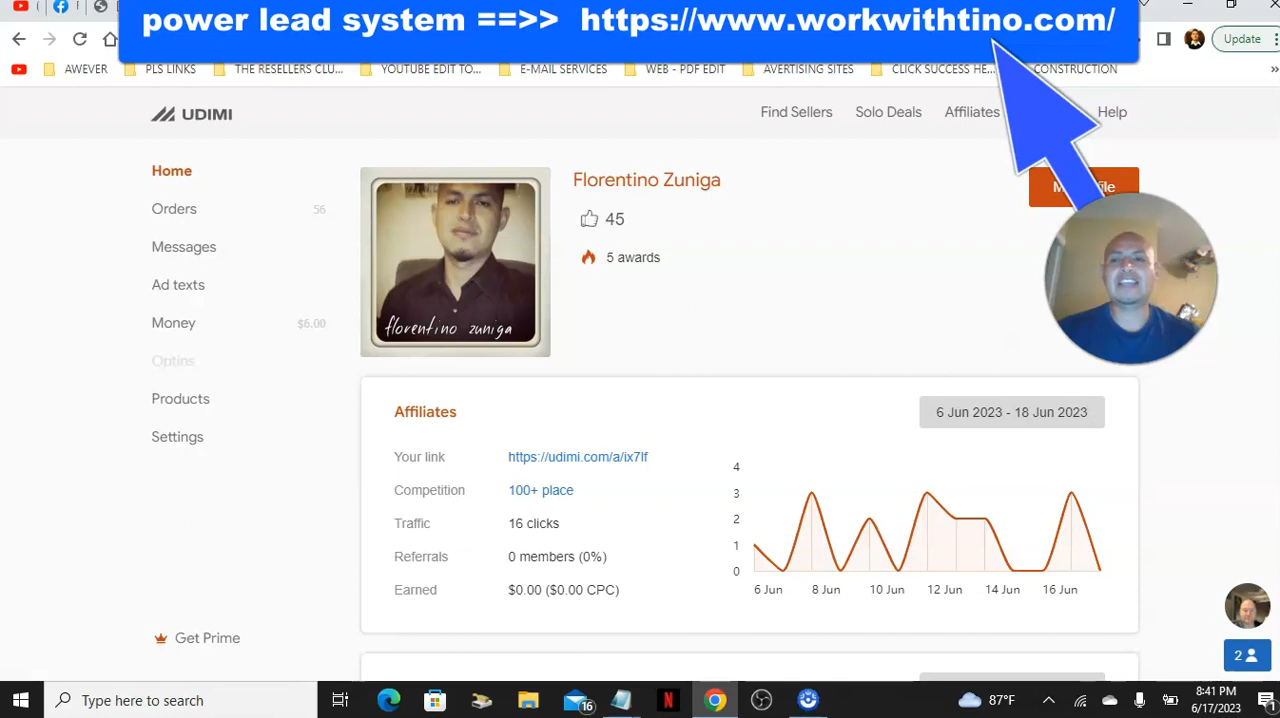 power lead system ==>> https://www.workwithtino.com/
Update
AWEVER
PLS LINKS
THE RESELLERS CLU...
YOUTUBE EDIT TO...
E-MAIL SERVICES
WEB - PDF EDIT
AVERTISING SITES
CLICK SUCCESS HE...
CONSTRUCTION
UDIMI
Find Sellers
Solo Deals
Affiliates
Help
Home
Orders 56
Messages
Ad texts
Money $6.00
Optins
Products
Settings
Get Prime
florentino zuniga
Florentino Zuniga
45
5 awards
Affiliates
6 Jun 2023 - 18 Jun 2023
Your link https://udimi.com/a/ix7lf
Competition 100+ place
Traffic 16 clicks
Referrals 0 members (0%)
Earned $0.00 ($0.00 CPC)
4
3
2
1
0
6 Jun 8 Jun 10 Jun 12 Jun 14 Jun 16 Jun
2
Type here to search
16
87°F
8:41 PM
6/17/2023
1